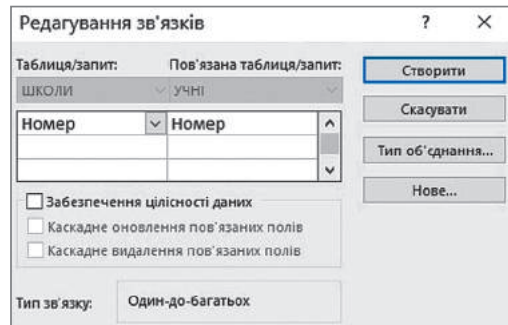 Редагування зв'язків ? ×
Таблиця/запит: Пов'язана таблиця/запит:
ШКОЛИ УЧНІ
Номер Номер
Забезпечення цілісності даних
Каскадне оновлення пов'язаних полів
Каскадне видалення пов'язаних полів
Тип зв'язку: Один-до-багатьох
Створити
Скасувати
Тип об'єднання...
Нове...